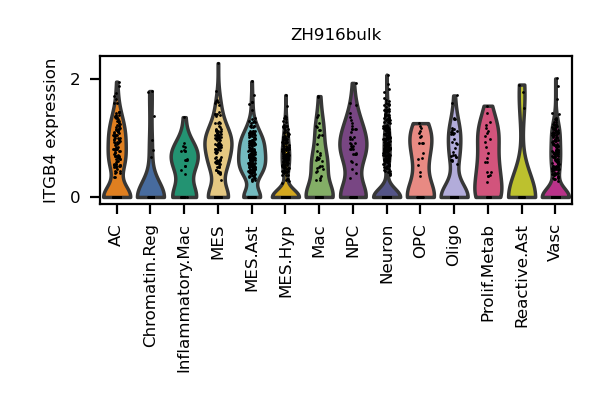 ZH916bulk
ITGB4 expression
2
0
AC
Chromatin.Reg
Inflammatory.Mac
MES
MES.Ast
MES.Hyp
Mac
NPC
Neuron
OPC
Oligo
Prolif.Metab
Reactive.Ast
Vasc